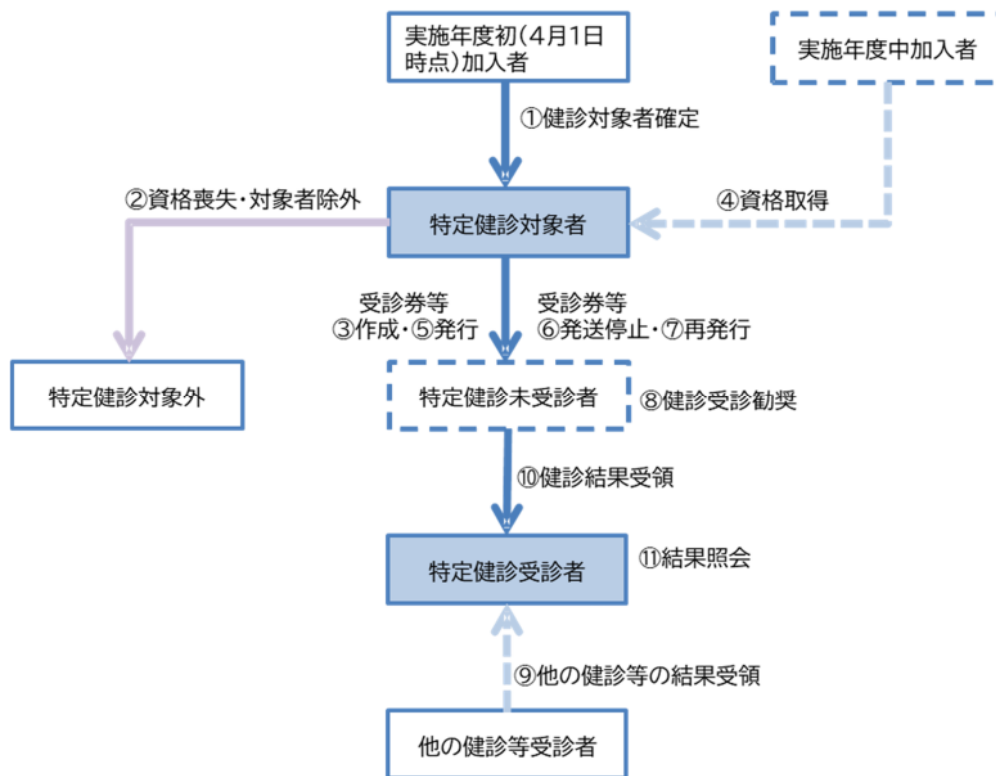 実施年度初(4月1日
時点)加入者
実施年度中加入者
①健診対象者確定
②資格喪失・対象者除外
④資格取得
特定健診対象者
受診券等
③作成・⑤発行
受診券等
⑥発送停止・⑦再発行
特定健診対象外
特定健診未受診者
⑧健診受診勧奨
⑩健診結果受領
特定健診受診者
⑪結果照会
⑨他の健診等の結果受領
他の健診等受診者